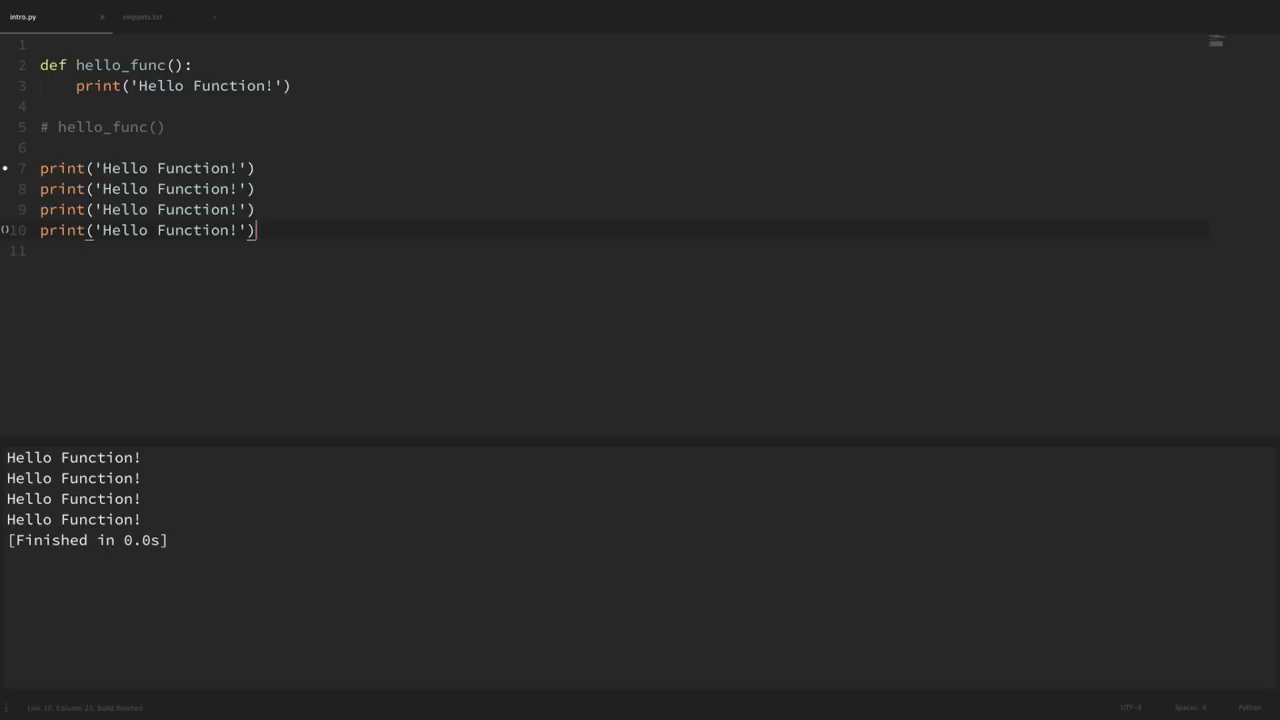 intro.py × snippets.txt ×
1
2 def hello_func():
3     print('Hello Function!')
4
5 # hello_func()
6
7 print('Hello Function!')
8 print('Hello Function!')
9 print('Hello Function!')
10 print('Hello Function!')
11
Hello Function!
Hello Function!
Hello Function!
Hello Function!
[Finished in 0.0s]
Line 10, Column 25; Build finished UTF-8 Spaces: 4 Python